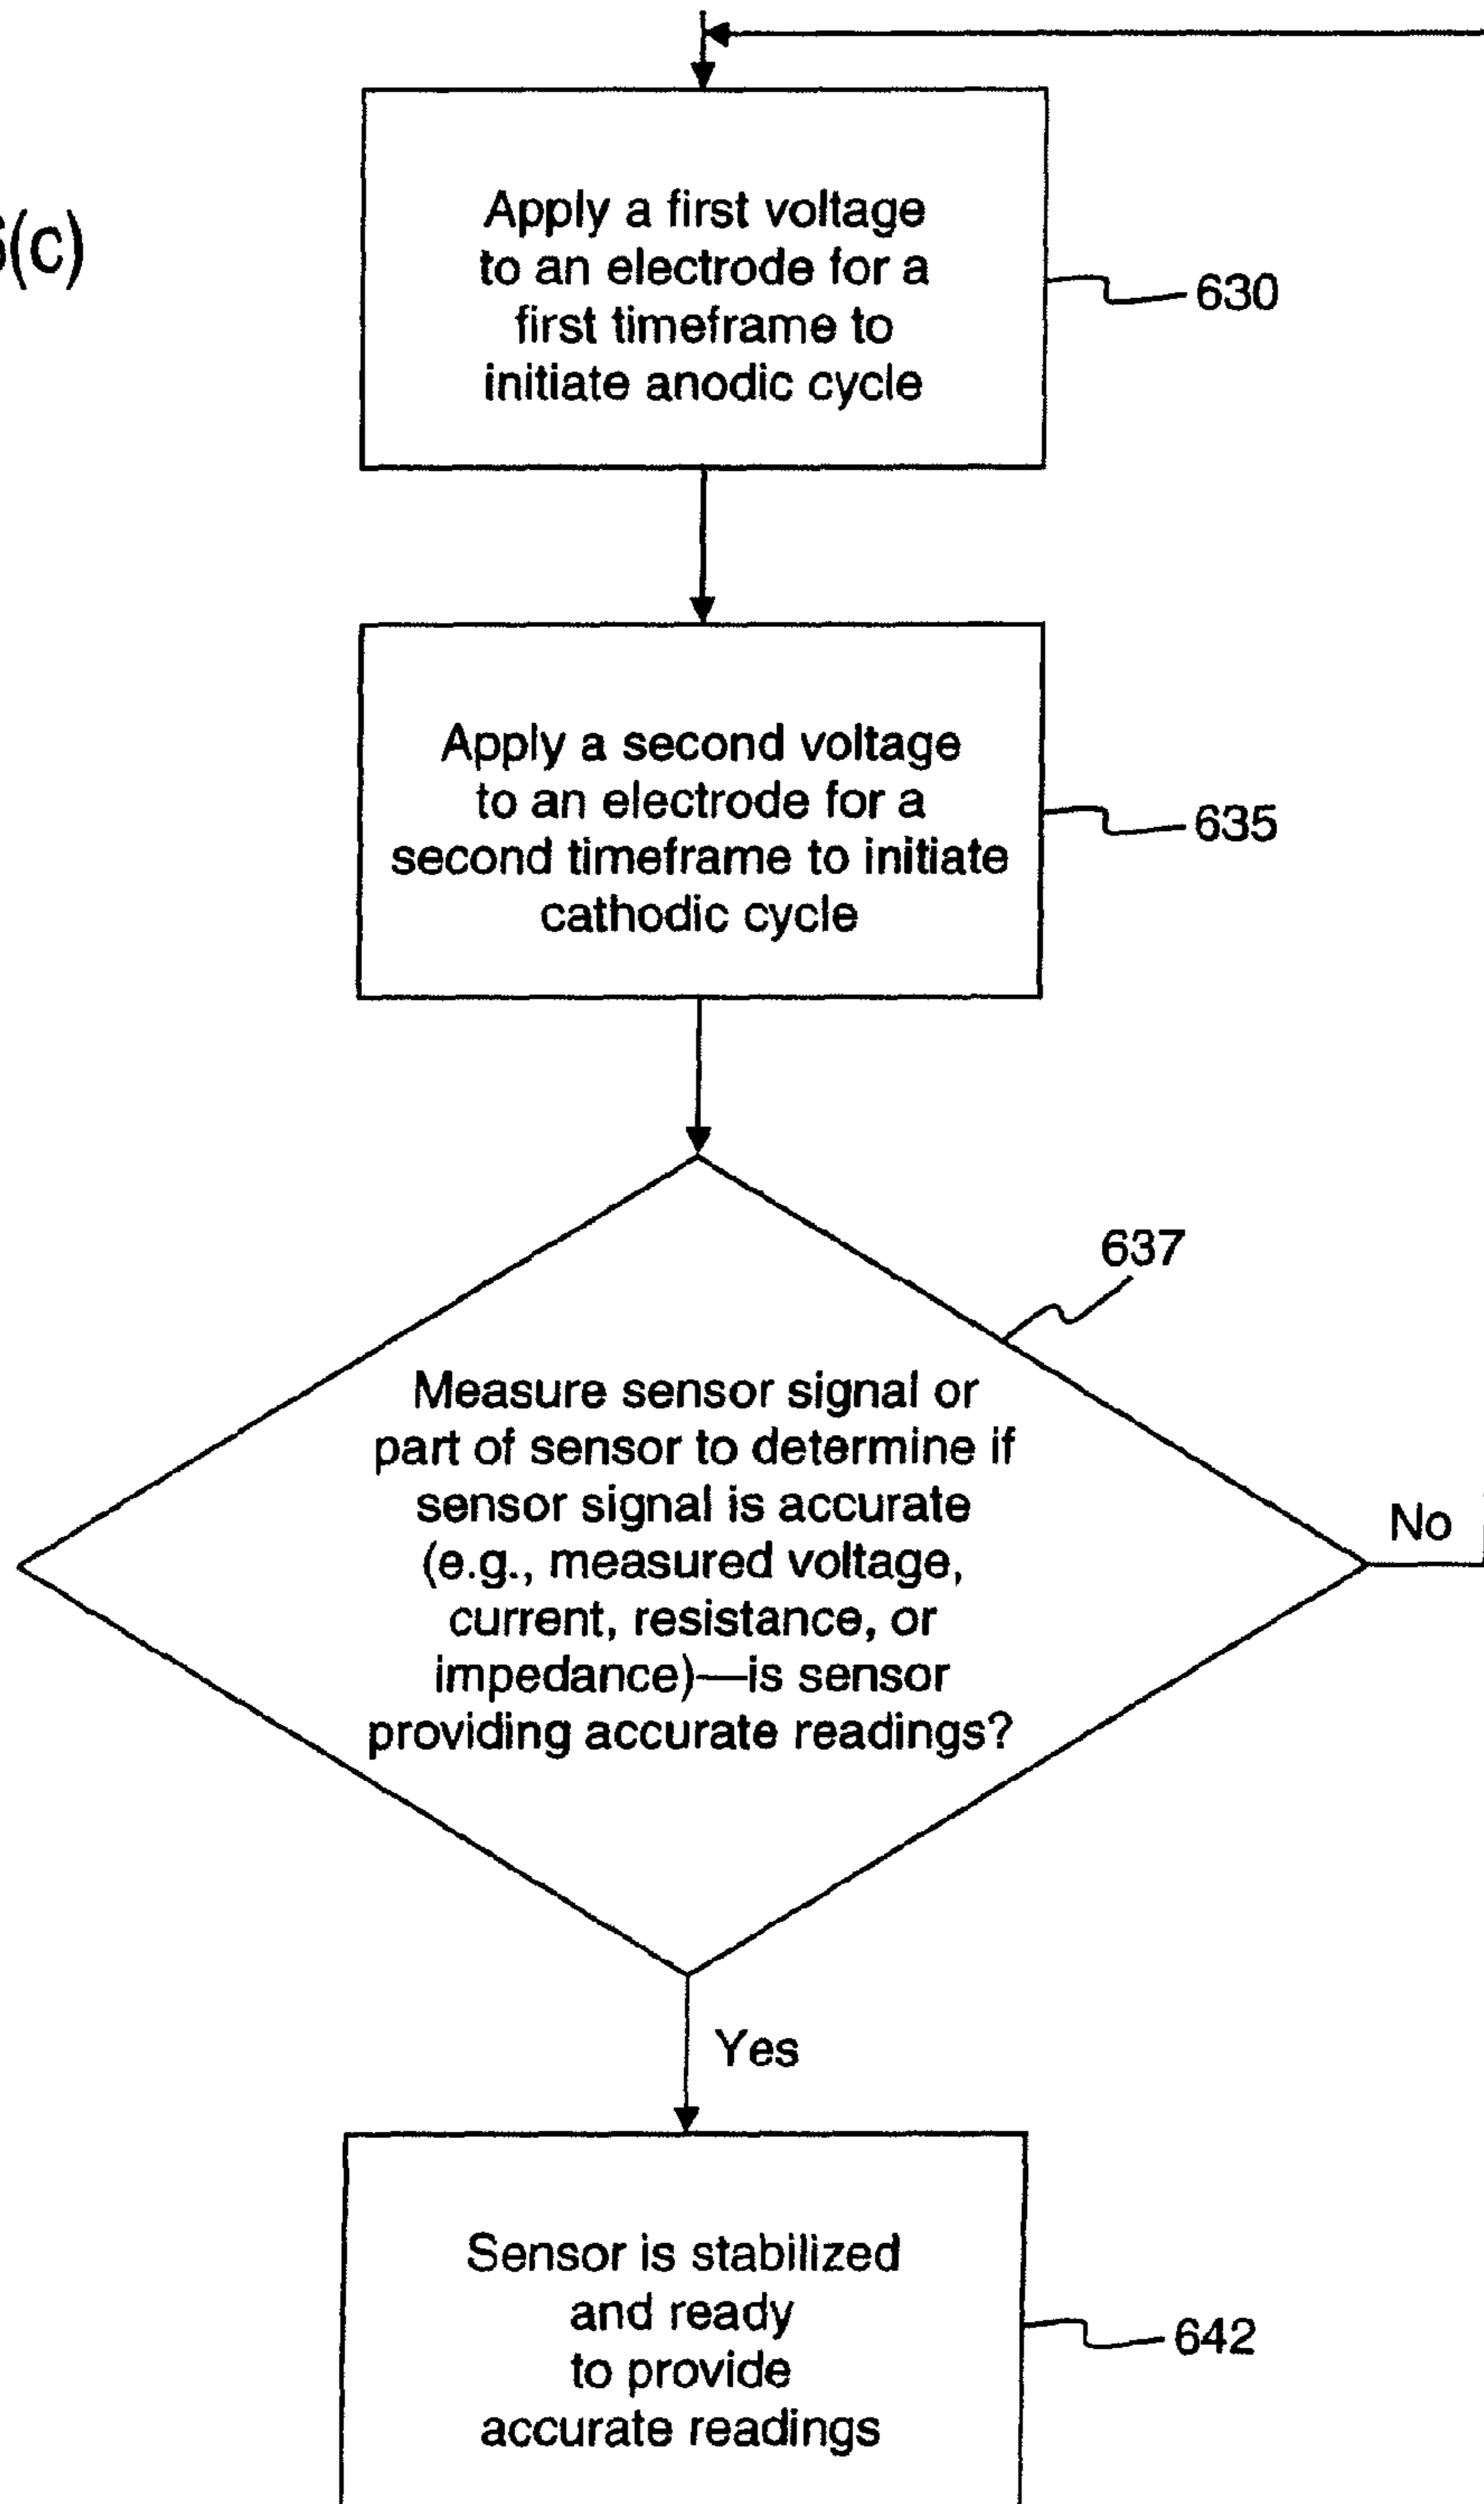 (c)
Apply a first voltage
to an electrode for a
first timeframe to
initiate anodic cycle
630
Apply a second voltage
to an electrode for a
second timeframe to initiate
cathodic cycle
635
637
Measure sensor signal or
part of sensor to determine if
sensor signal is accurate
(e.g., measured voltage,
current, resistance, or
impedance)—is sensor
providing accurate readings?
No
Yes
Sensor is stabilized
and ready
to provide
accurate readings
642